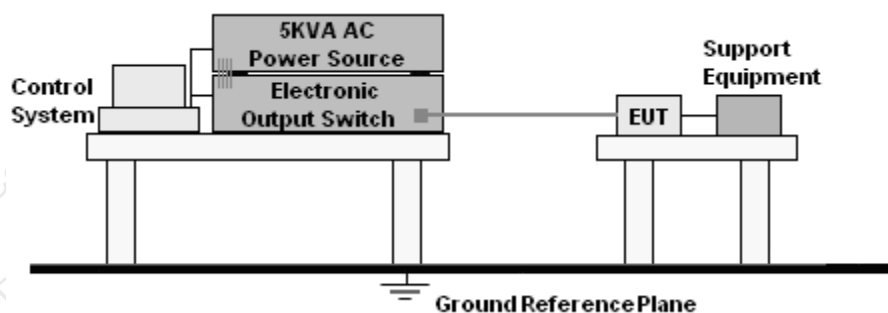 5KVA AC
Power Source
Electronic
Output Switch
Control
System
EUT
Support
Equipment
Ground Reference Plane